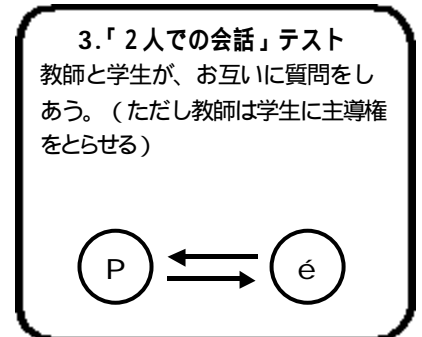 3.「2人での会話」テスト
教師と学生が、お互いに質問をし
あう。(ただし教師は学生に主導権
をとらせる)
P é